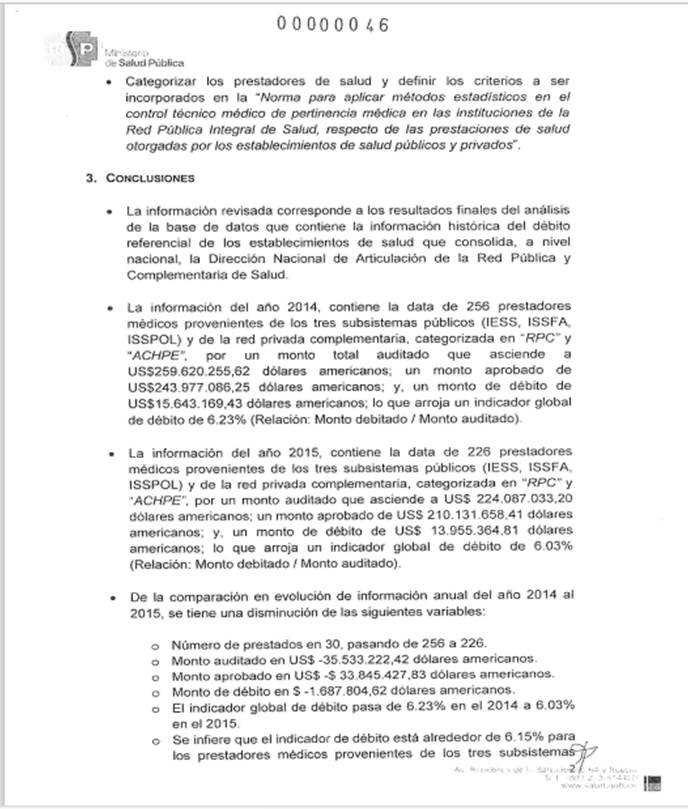 00000046
Ministerio
de Salud Pública
• Categorizar los prestadores de salud y definir los criterios a ser
incorporados en la "Norma para aplicar métodos estadísticos en el
control técnico médico de pertinencia médica en las instituciones de la
Red Pública Integral de Salud, respecto de las prestaciones de salud
otorgadas por los establecimientos de salud públicos y privados".
3. CONCLUSIONES
• La información revisada corresponde a los resultados finales del análisis
de la base de datos que contiene la información histórica del débito
referencial de los establecimientos de salud que consolida, a nivel
nacional, la Dirección Nacional de Articulación de la Red Pública y
Complementaria de Salud.
• La información del año 2014, contiene la data de 256 prestadores
médicos provenientes de los tres subsistemas públicos (IESS, ISSFA,
ISSPOL) y de la red privada complementaria, categorizada en "RPC" y
"ACHPE", por un monto total auditado que asciende a
US$259.620.255,62 dólares americanos; un monto aprobado de
US$243.977.086,25 dólares americanos; y, un monto de débito de
US$15.643.169,43 dólares americanos; lo que arroja un indicador global
de débito de 6.23% (Relación: Monto debitado / Monto auditado).
• La información del año 2015, contiene la data de 226 prestadores
médicos provenientes de los tres subsistemas públicos (IESS, ISSFA,
ISSPOL) y de la red privada complementaria, categorizada en "RPC" y
"ACHPE", por un monto auditado que asciende a US$ 224.087.033,20
dólares americanos; un monto aprobado de US$ 210.131.658,41 dólares
americanos; y, un monto de débito de US$ 13.955.364,81 dólares
americanos; lo que arroja un indicador global de débito de 6.03%
(Relación: Monto debitado / Monto auditado).
• De la comparación en evolución de información anual del año 2014 al
2015, se tiene una disminución de las siguientes variables:
o Número de prestados en 30, pasando de 256 a 226.
o Monto auditado en US$ -35.533.222,42 dólares americanos.
o Monto aprobado en US$ -$ 33.845.427,83 dólares americanos.
o Monto de débito en $ -1.687.804,62 dólares americanos.
o El indicador global de débito pasa de 6.23% en el 2014 a 6.03%
en el 2015.
o Se infiere que el indicador de débito está alrededor de 6.15% para
los prestadores médicos provenientes de los tres subsistemas
2